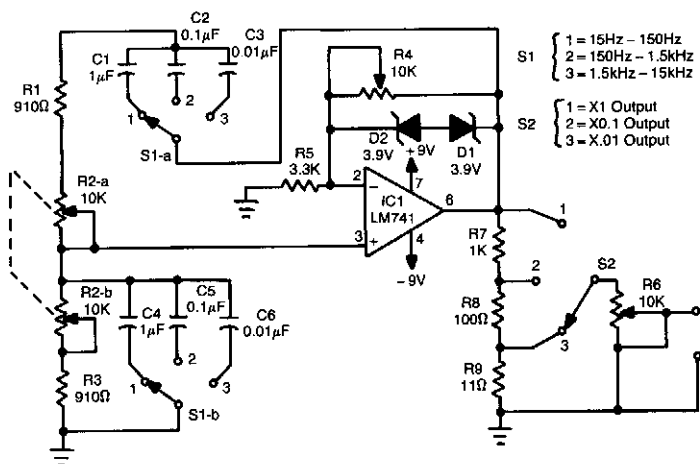 C2
0.1µF
C3
0.01µF
C1
1µF
R1
910Ω
1
2
3
S1-a
R4
10K
D2
3.9V
D1
3.9V
S1
1 = 15Hz – 150Hz
2 = 150Hz – 1.5kHz
3 = 1.5kHz – 15kHz
S2
1 = X1 Output
2 = X0.1 Output
3 = X.01 Output
R5
3.3K
+9V
7
2
–
IC1
LM741
6
3
+
4
–9V
R2-a
10K
R2-b
10K
C4
1µF
C5
0.1µF
C6
0.01µF
R3
910Ω
1
2
3
S1-b
R7
1K
1
2
R8
100Ω
S2
3
R6
10K
R9
11Ω